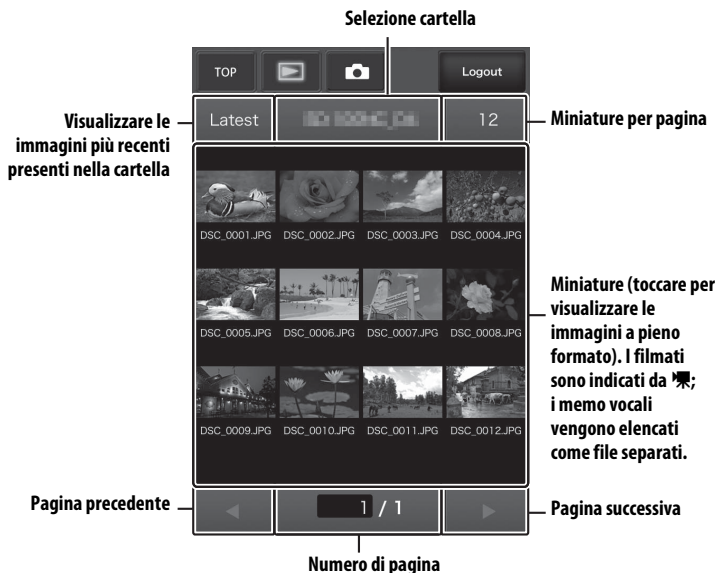 Selezione cartella
TOP
Logout
Visualizzare le
immagini più recenti
presenti nella cartella
Latest
12
Miniature per pagina
DSC_0001.JPG DSC_0002.JPG DSC_0003.JPG DSC_0004.JPG
DSC_0005.JPG DSC_0006.JPG DSC_0007.JPG DSC_0008.JPG
DSC_0009.JPG DSC_0010.JPG DSC_0011.JPG DSC_0012.JPG
Miniature (toccare per
visualizzare le
immagini a pieno
formato). I filmati
sono indicati da ;
i memo vocali
vengono elencati
come file separati.
Pagina precedente
1 / 1
Pagina successiva
Numero di pagina